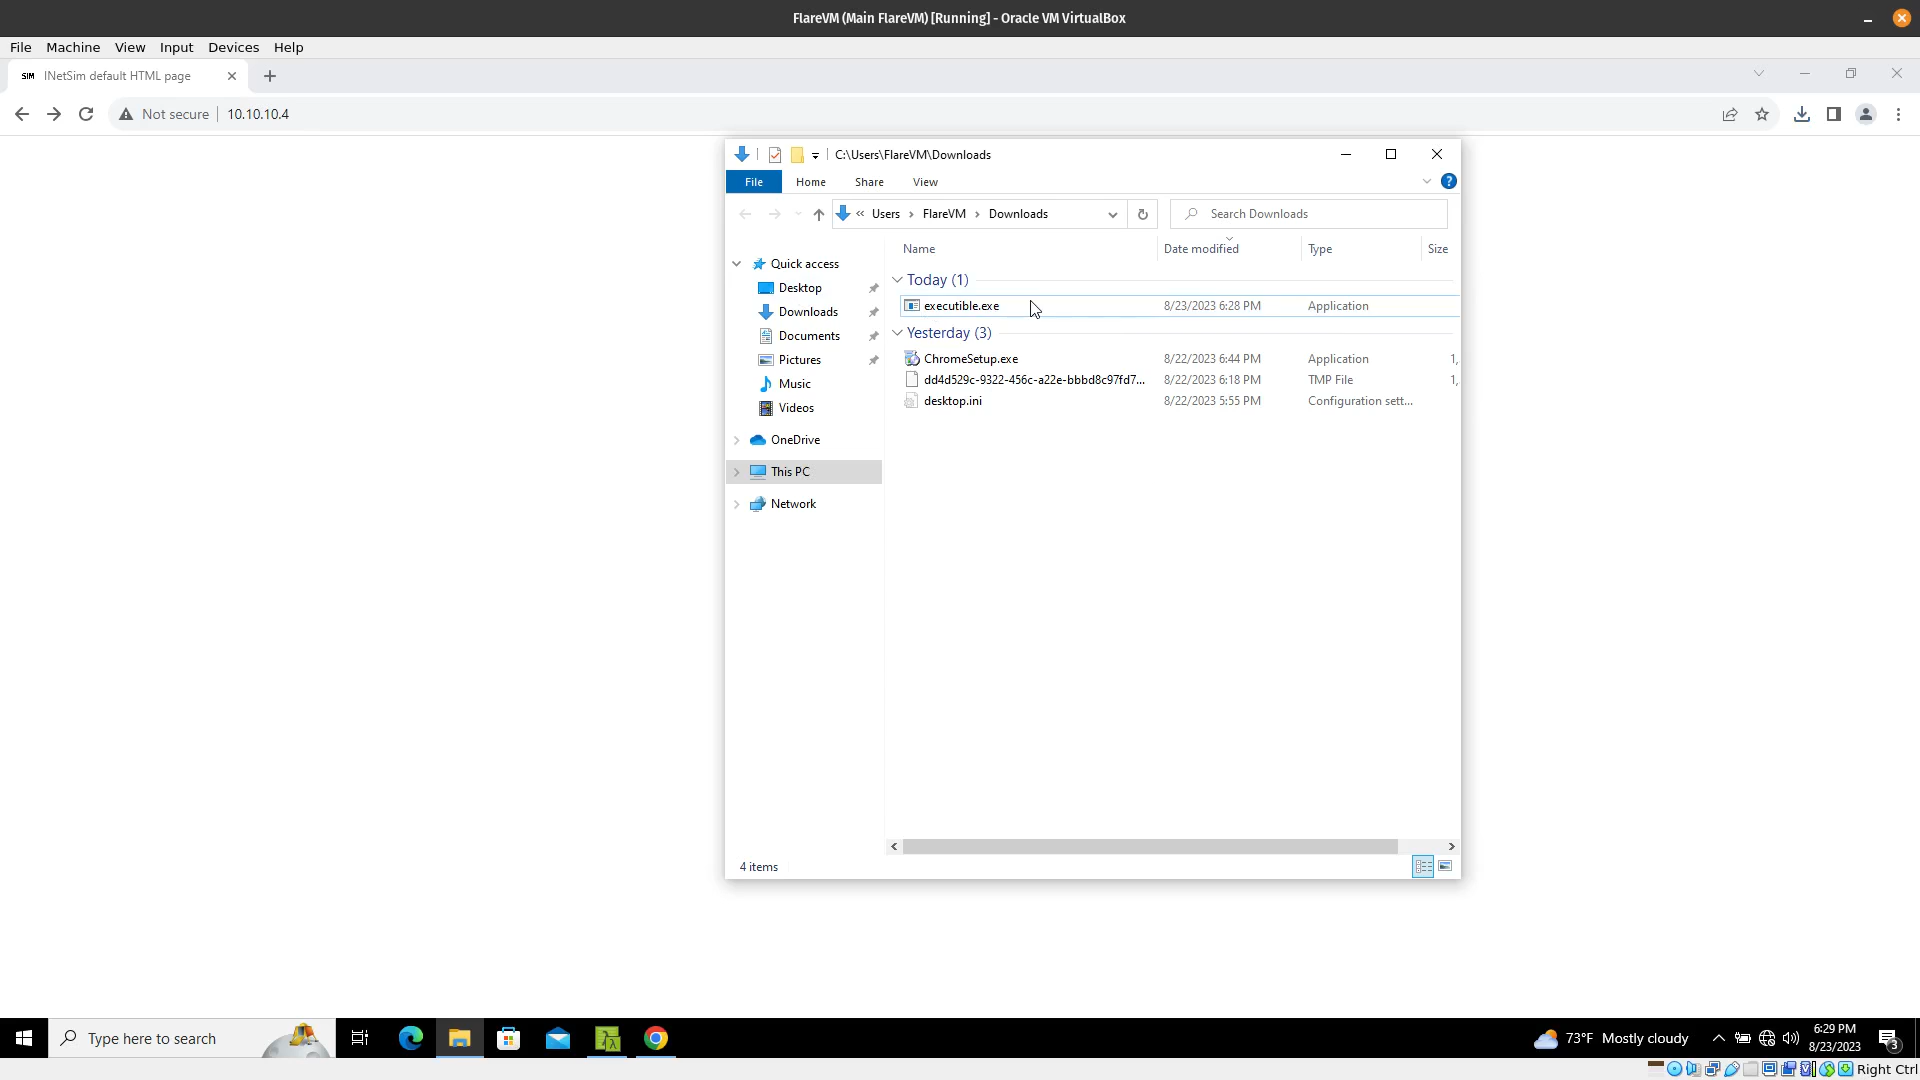 FlareVM (Main FlareVM) [Running] - Oracle VM VirtualBox
File Machine View Input Devices Help
SIM INetSim default HTML page
Not secure 10.10.10.4
C:\Users\FlareVM\Downloads
File Home Share View
« Users › FlareVM › Downloads Search Downloads
Name Date modified Type Size
Quick access
Desktop
Downloads
Documents
Pictures
Music
Videos
OneDrive
This PC
Network
Today (1)
executible.exe 8/23/2023 6:28 PM Application
Yesterday (3)
ChromeSetup.exe 8/22/2023 6:44 PM Application 1,
dd4d529c-9322-456c-a22e-bbbd8c97fd7... 8/22/2023 6:18 PM TMP File 1,
desktop.ini 8/22/2023 5:55 PM Configuration sett...
4 items
Type here to search
73°F Mostly cloudy
6:29 PM
8/23/2023
3
Right Ctrl